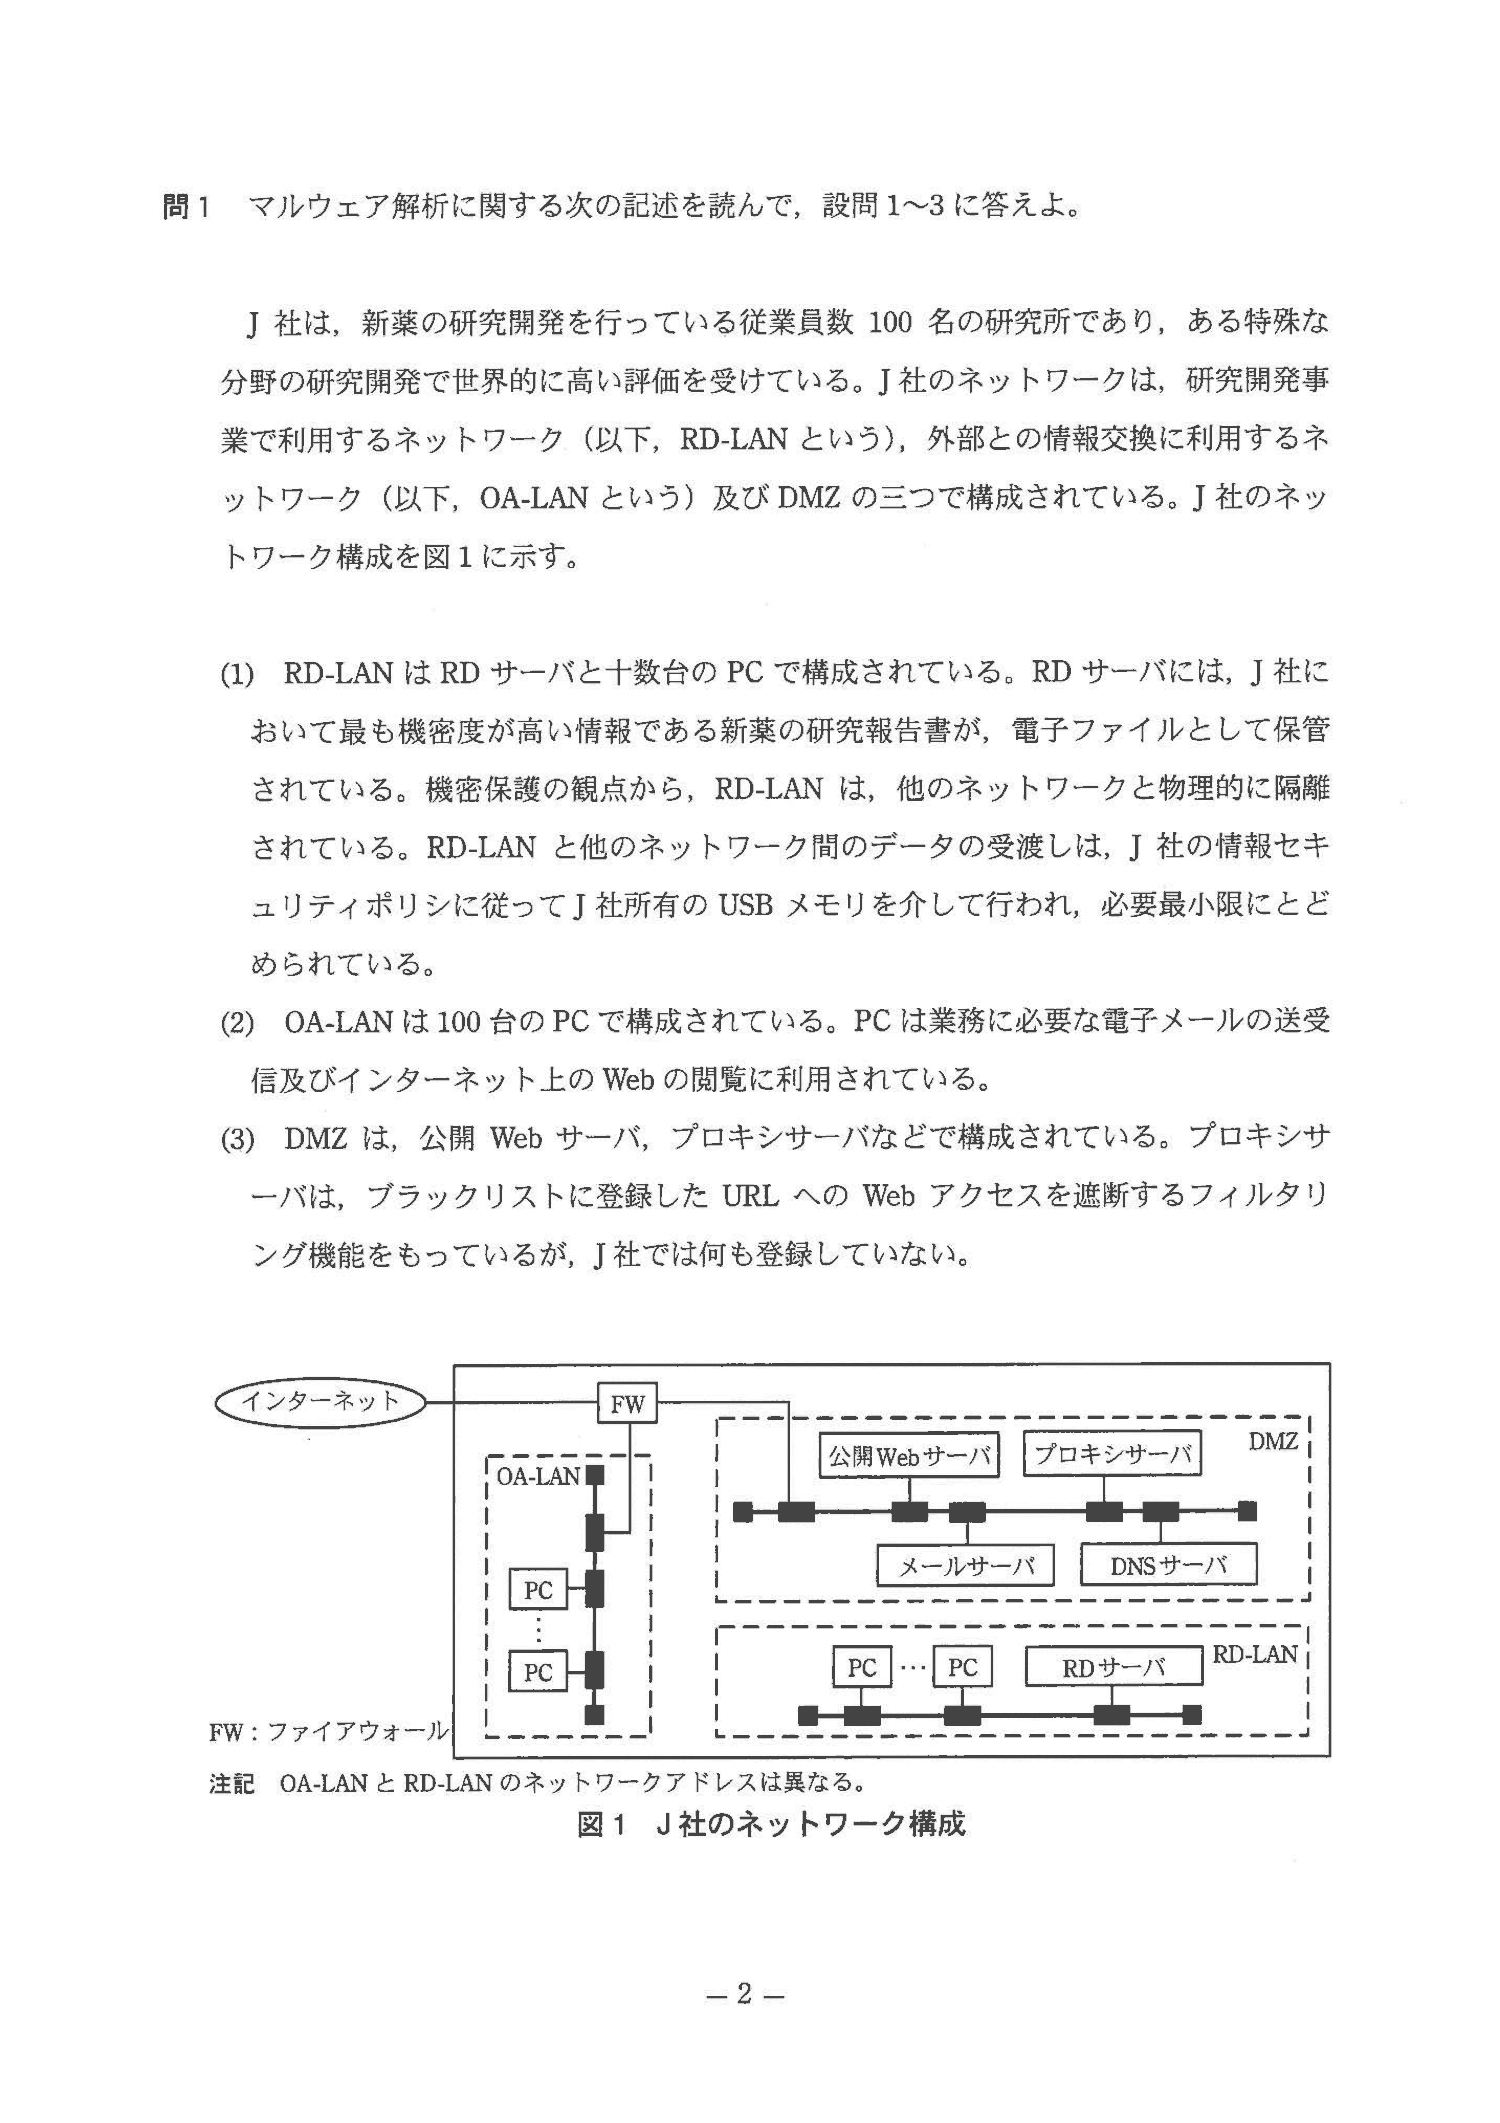 問1 マルウェア解析に関する次の記述を読んで，設問 1～3 に答えよ。
J 社は，新薬の研究開発を行っている従業員数 100 名の研究所であり，ある特殊な
分野の研究開発で世界的に高い評価を受けている。J 社のネットワークは，研究開発事
業で利用するネットワーク（以下，RD-LAN という），外部との情報交換に利用するネ
ットワーク（以下，OA-LAN という）及び DMZ の三つで構成されている。J 社のネッ
トワーク構成を図 1 に示す。
(1) RD-LAN は RD サーバと十数台の PC で構成されている。RD サーバには，J 社に
おいて最も機密度が高い情報である新薬の研究報告書が，電子ファイルとして保管
されている。機密保護の観点から，RD-LAN は，他のネットワークと物理的に隔離
されている。RD-LAN と他のネットワーク間のデータの受渡しは，J 社の情報セキ
ュリティポリシに従って J 社所有の USB メモリを介して行われ，必要最小限にとど
められている。
(2) OA-LAN は 100 台の PC で構成されている。PC は業務に必要な電子メールの送受
信及びインターネット上の Web の閲覧に利用されている。
(3) DMZ は，公開 Web サーバ，プロキシサーバなどで構成されている。プロキシサ
ーバは，ブラックリストに登録した URL への Web アクセスを遮断するフィルタリ
ング機能をもっているが，J 社では何も登録していない。
インターネット
FW
DMZ
公開Webサーバ
プロキシサーバ
OA-LAN
メールサーバ
DNSサーバ
PC
⋮
PC
RD-LAN
PC … PC
RDサーバ
FW：ファイアウォール
注記 OA-LAN と RD-LAN のネットワークアドレスは異なる。
図1 J社のネットワーク構成
－ 2 －